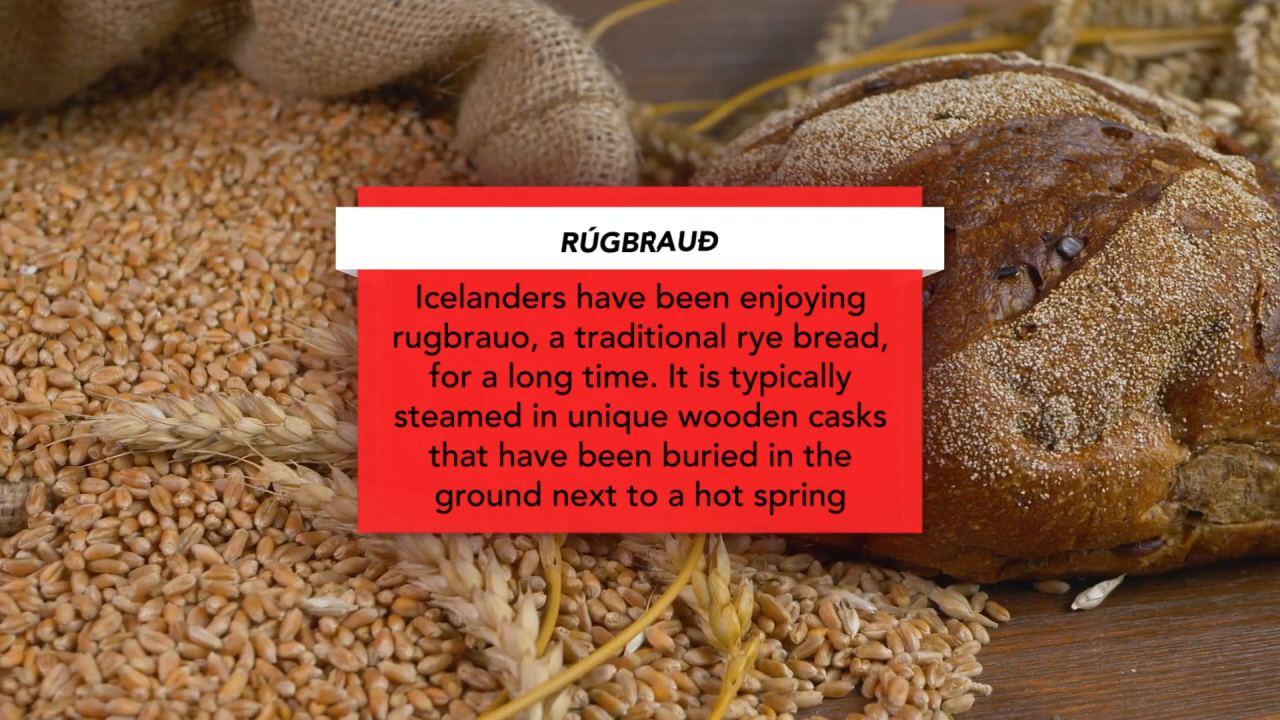 RÚGBRAUÐ
Icelanders have been enjoying
rugbrauo, a traditional rye bread,
for a long time. It is typically
steamed in unique wooden casks
that have been buried in the
ground next to a hot spring